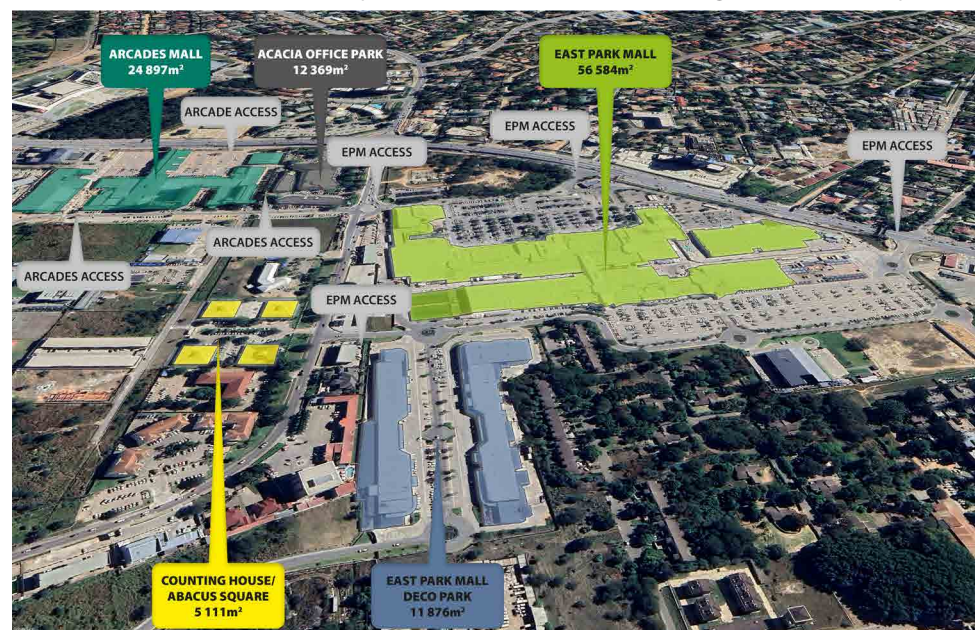 ARCADES MALL
24 897m²
ACACIA OFFICE PARK
12 369m²
EAST PARK MALL
56 584m²
ARCADE ACCESS
EPM ACCESS
EPM ACCESS
EPM ACCESS
ARCADES ACCESS
ARCADES ACCESS
EPM ACCESS
COUNTING HOUSE/
ABACUS SQUARE
5 111m²
EAST PARK MALL
DECO PARK
11 876m²